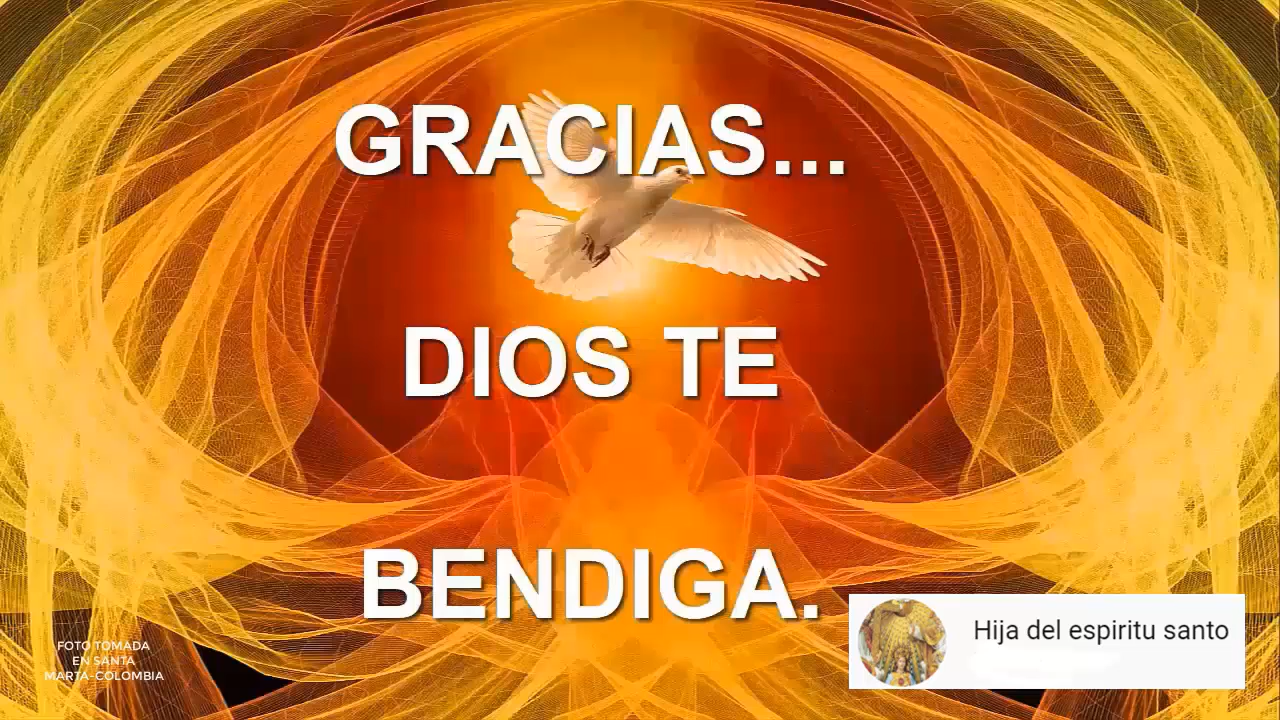 GRACIAS...
DIOS TE
BENDIGA.
Hija del espiritu santo
FOTO TOMADA
EN SANTA
MARTA-COLOMBIA